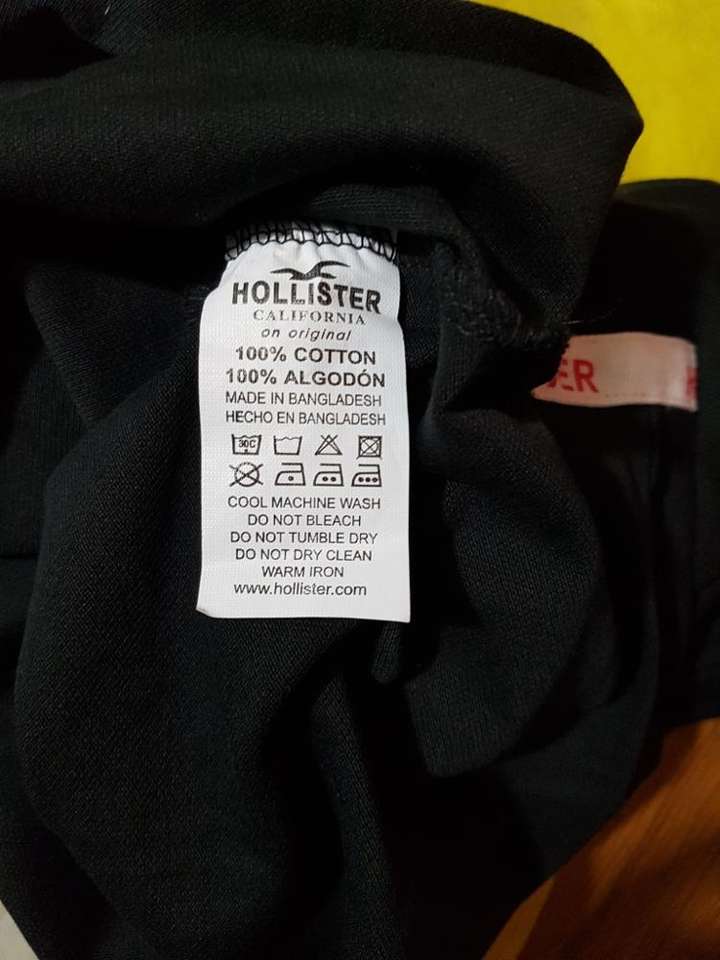 HOLLISTER
CALIFORNIA
on original
100% COTTON
100% ALGODÓN
MADE IN BANGLADESH
HECHO EN BANGLADESH
30C
COOL MACHINE WASH
DO NOT BLEACH
DO NOT TUMBLE DRY
DO NOT DRY CLEAN
WARM IRON
www.hollister.com
ER